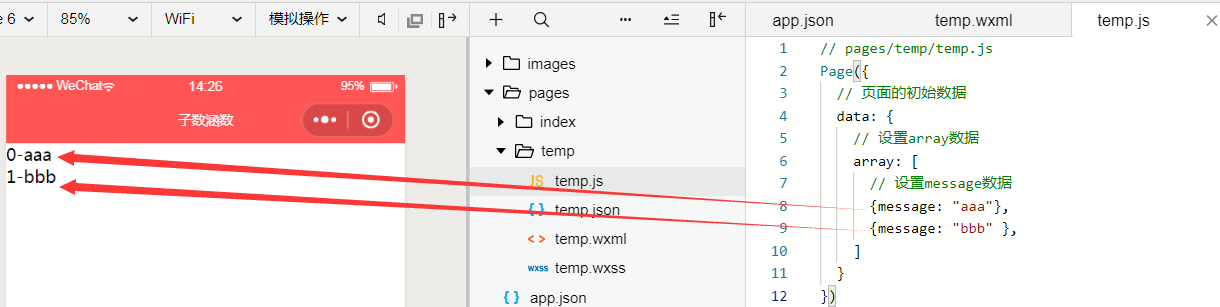 e 6
85%
WiFi
模拟操作
app.json
temp.wxml
temp.js
WeChat
14:26
95%
子数涵数
0-aaa
1-bbb
images
pages
index
temp
JS temp.js
{ } temp.json
< > temp.wxml
wxss temp.wxss
{ } app.json
1 // pages/temp/temp.js
2 Page({
3 // 页面的初始数据
4 data: {
5 // 设置array数据
6 array: [
7 // 设置message数据
8 {message: "aaa"},
9 {message: "bbb" },
10 ]
11 }
12 })